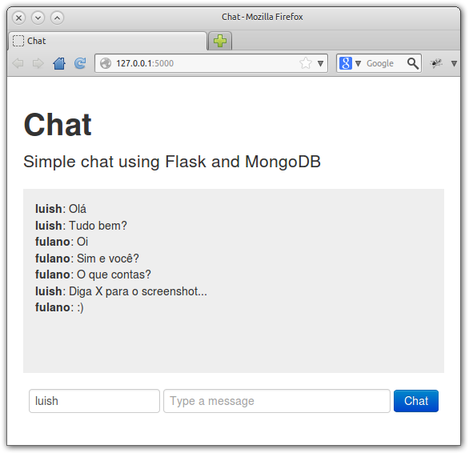 Chat - Mozilla Firefox
Chat
127.0.0.1:5000
Google
Chat
Simple chat using Flask and MongoDB
luish: Olá
luish: Tudo bem?
fulano: Oi
fulano: Sim e você?
fulano: O que contas?
luish: Diga X para o screenshot...
fulano: :)
luish
Type a message
Chat